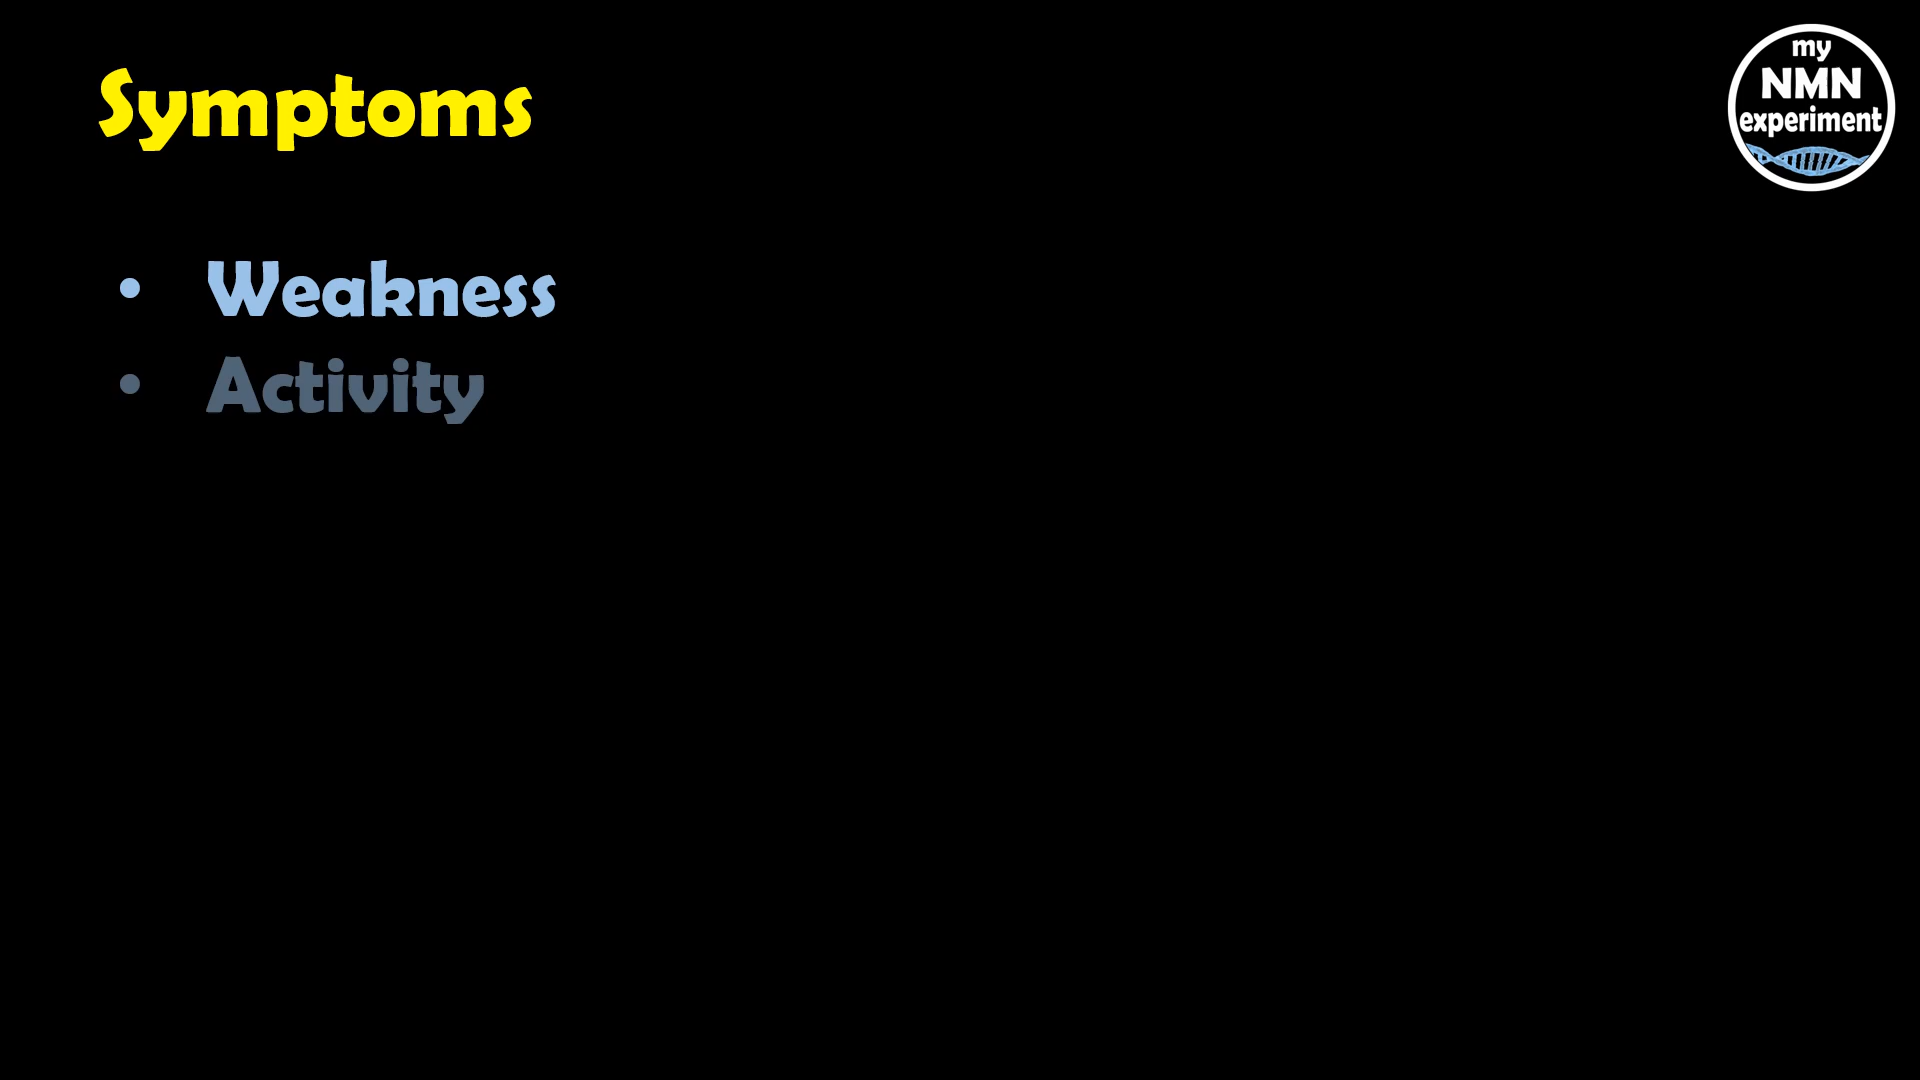 Symptoms
my
NMN
experiment
• Weakness
• Activity